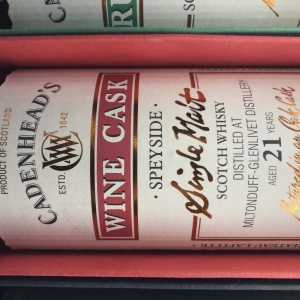 PRODUCT OF SCOTLAND
CADENHEAD'S
ESTD. 1842
WINE CASK
· SPEYSIDE ·
Single Malt
SCOTCH WHISKY
DISTILLED AT
MILTONDUFF-GLENLIVET DISTILLERY
AGED 21 YEARS